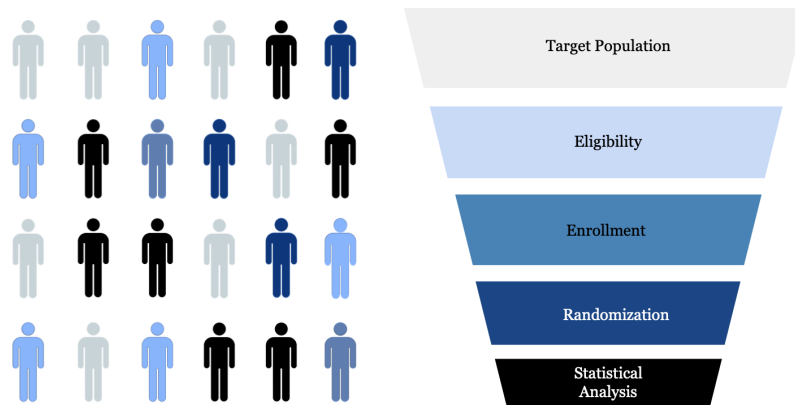 Target Population
Eligibility
Enrollment
Randomization
Statistical
Analysis